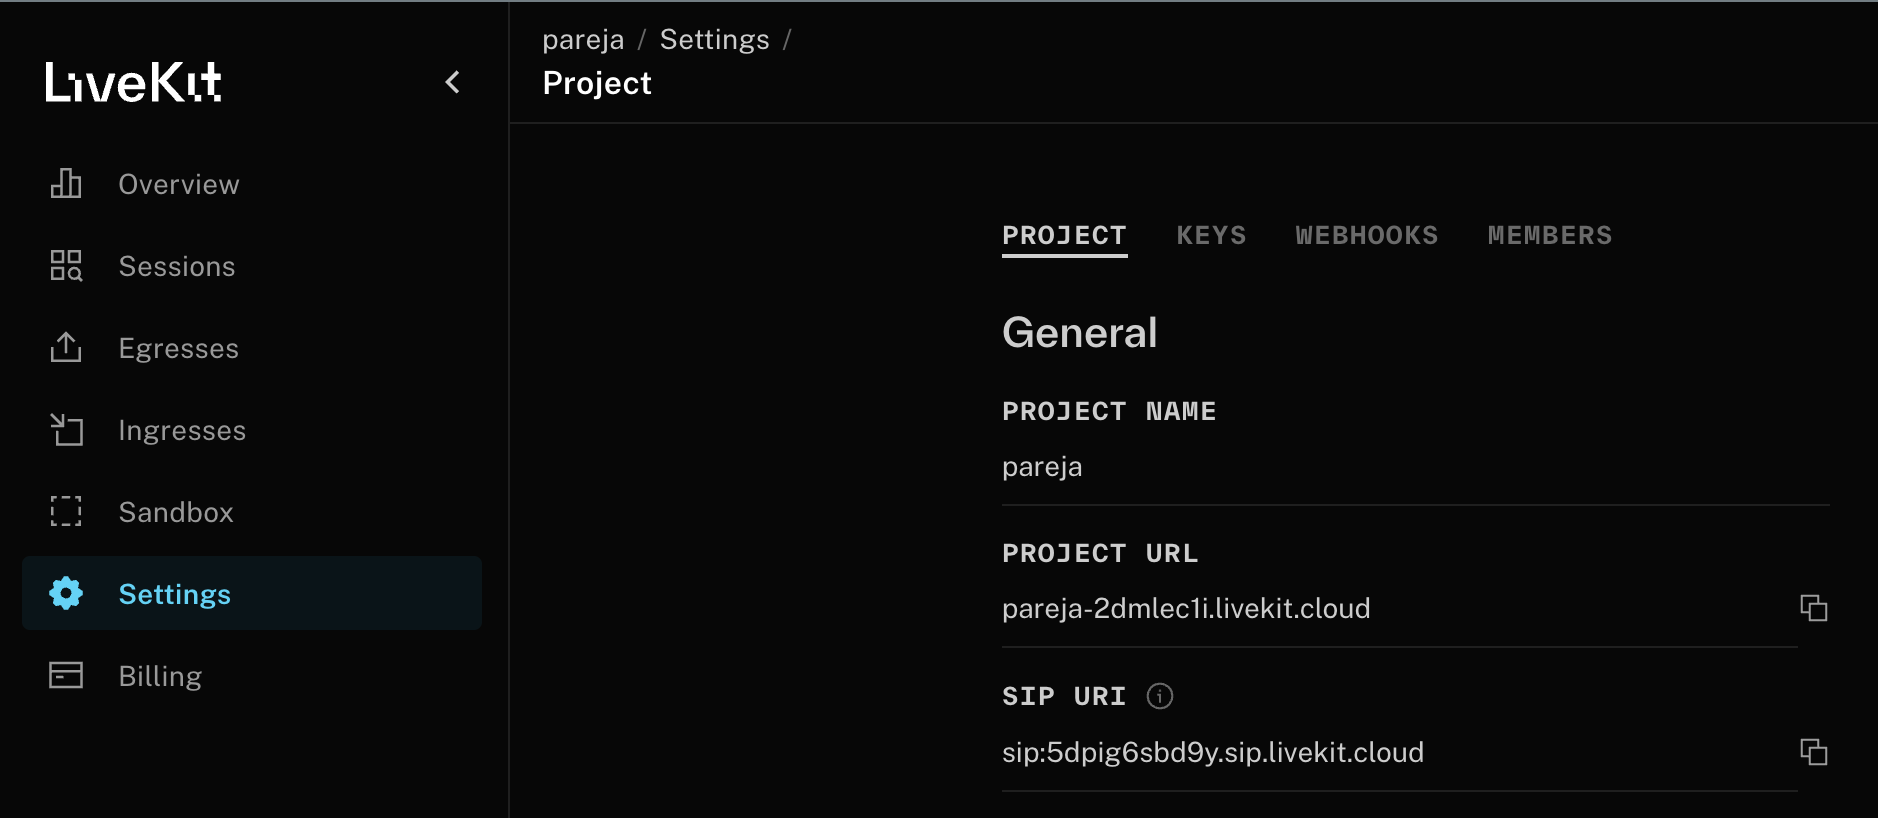 LiveKit
Overview
Sessions
Egresses
Ingresses
Sandbox
Settings
Billing
pareja / Settings /
Project
PROJECT KEYS WEBHOOKS MEMBERS
General
PROJECT NAME
pareja
PROJECT URL
pareja-2dmlec1i.livekit.cloud
SIP URI
sip:5dpig6sbd9y.sip.livekit.cloud